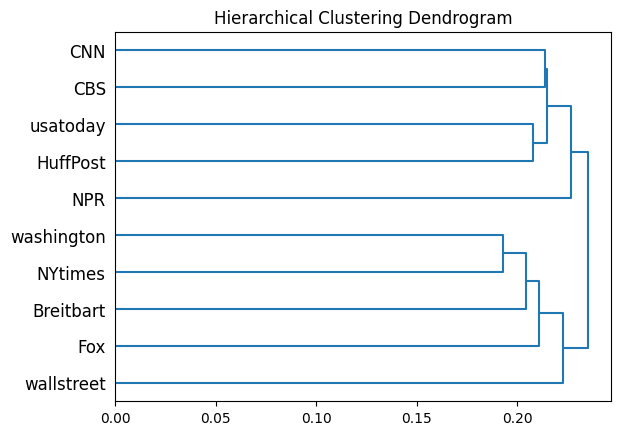 Hierarchical Clustering Dendrogram
CNN
CBS
usatoday
HuffPost
NPR
washington
NYtimes
Breitbart
Fox
wallstreet
0.00 0.05 0.10 0.15 0.20